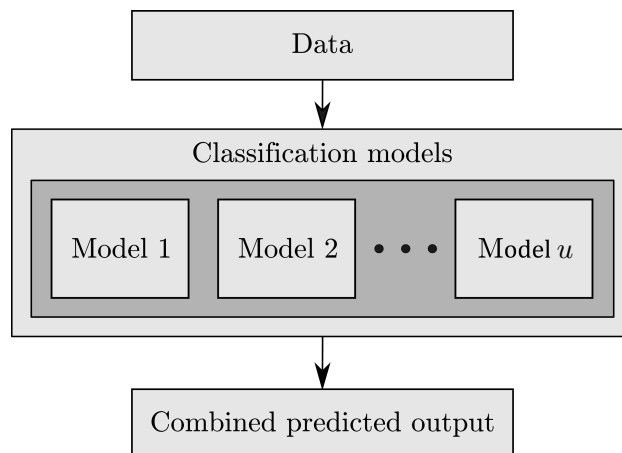 Data
Classification models
Model 1
Model 2
Model u
Combined predicted output